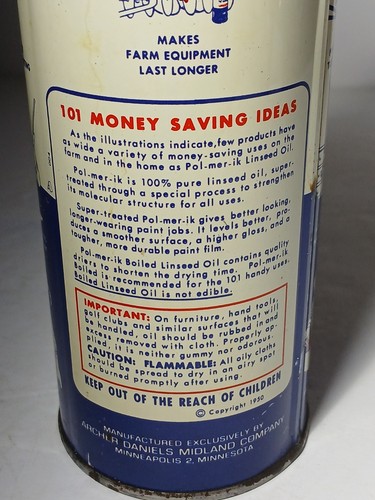 MAKES
FARM EQUIPMENT
LAST LONGER
101 MONEY SAVING IDEAS
As the illustrations indicate, few products have
as wide a variety of money-saving uses on the
farm and in the home as Pol-mer-ik Linseed Oil.
Pol-mer-ik is 100% pure linseed oil, super-
treated through a special process to strengthen
its molecular structure for all uses.
Super-treated Pol-mer-ik gives better looking,
longer-wearing paint jobs. It levels better, pro-
duces a smoother surface, a higher gloss, and a
tougher, more durable paint film.
Pol-mer-ik Boiled Linseed Oil contains quality
driers to shorten the drying time. Pol-mer-ik
Boiled is recommended for the 101 handy uses.
Boiled Linseed Oil is not edible.
IMPORTANT: On furniture, hand tools,
golf clubs and similar surfaces that will
be handled, oil should be rubbed in and
excess removed with cloth. Properly ap-
plied, it is neither gummy nor odorous.
CAUTION: FLAMMABLE: All oily cloths
should be spread to dry in an airy spot
or burned promptly after using.
KEEP OUT OF THE REACH OF CHILDREN
© Copyright 1950
MANUFACTURED EXCLUSIVELY BY
ARCHER DANIELS MIDLAND COMPANY
MINNEAPOLIS 2, MINNESOTA